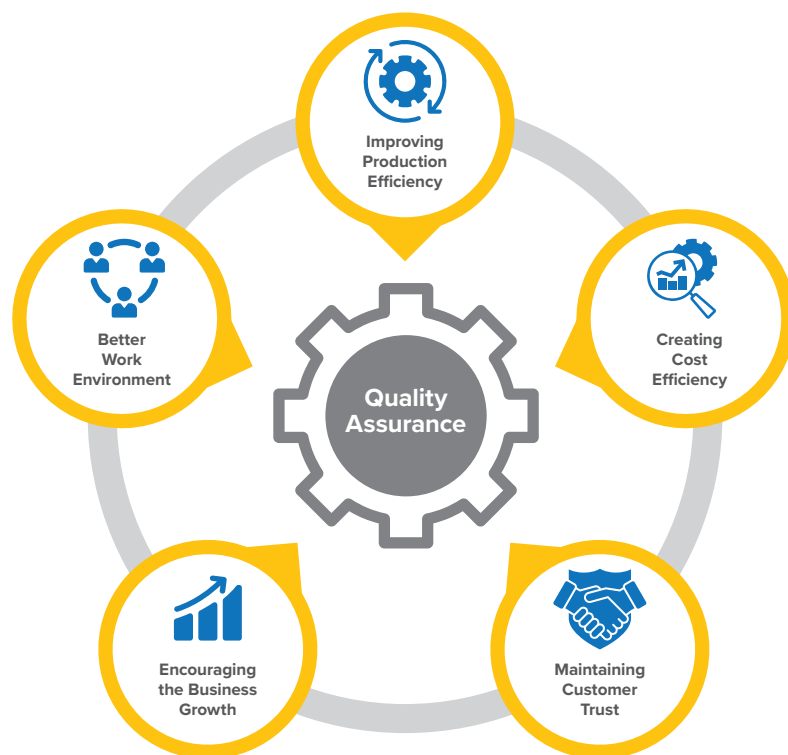 Improving
Production
Efficiency
Better
Work
Environment
Creating
Cost
Efficiency
Quality
Assurance
Encouraging
the Business
Growth
Maintaining
Customer
Trust